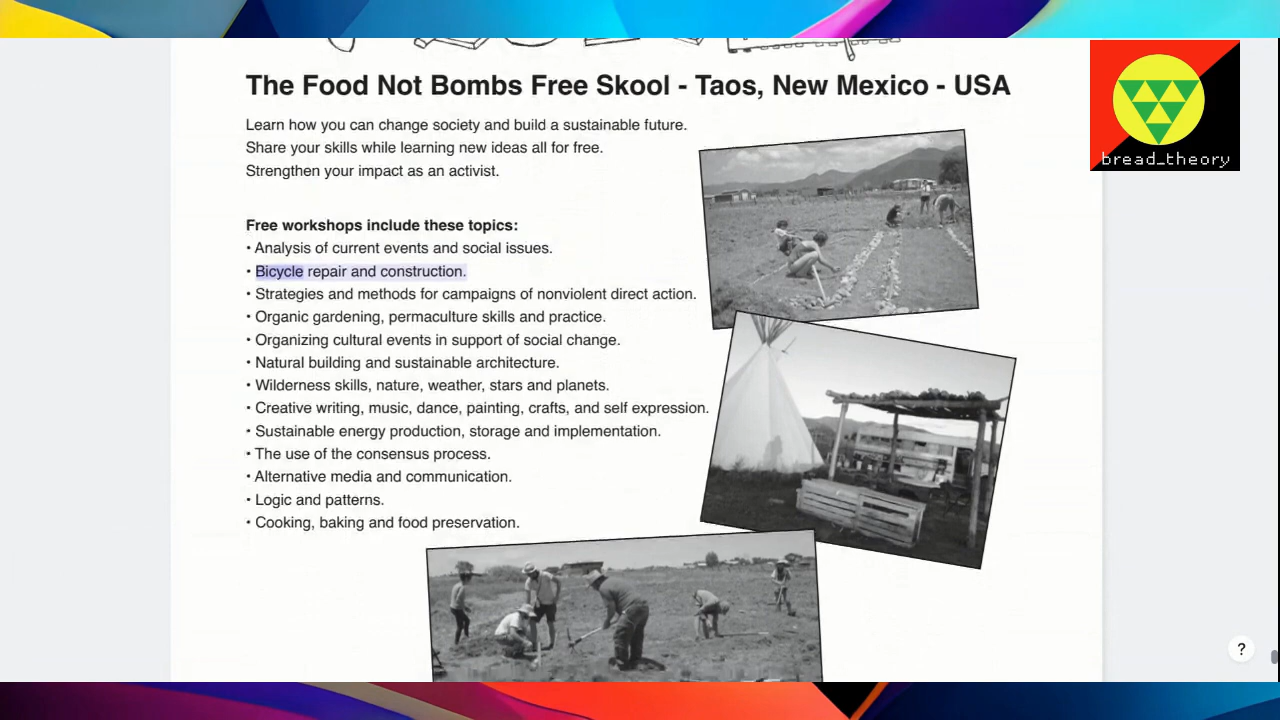 The Food Not Bombs Free Skool - Taos, New Mexico - USA
bread_theory
Learn how you can change society and build a sustainable future.
Share your skills while learning new ideas all for free.
Strengthen your impact as an activist.
Free workshops include these topics:
• Analysis of current events and social issues.
• Bicycle repair and construction.
• Strategies and methods for campaigns of nonviolent direct action.
• Organic gardening, permaculture skills and practice.
• Organizing cultural events in support of social change.
• Natural building and sustainable architecture.
• Wilderness skills, nature, weather, stars and planets.
• Creative writing, music, dance, painting, crafts, and self expression.
• Sustainable energy production, storage and implementation.
• The use of the consensus process.
• Alternative media and communication.
• Logic and patterns.
• Cooking, baking and food preservation.
?